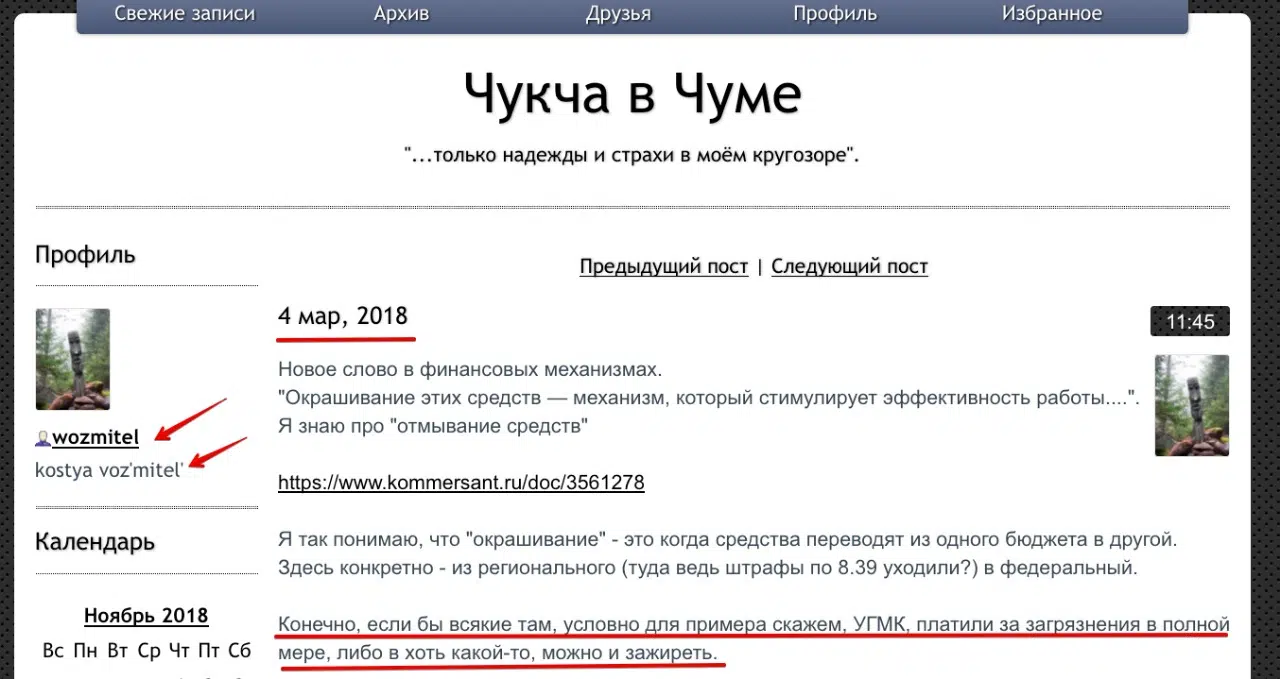 Свежие записи Архив Друзья Профиль Избранное
Чукча в Чуме
"...только надежды и страхи в моём кругозоре".
Профиль
wozmitel
kostya voz'mitel'
Календарь
Ноябрь 2018
Вс Пн Вт Ср Чт Пт Сб
Предыдущий пост | Следующий пост
4 мар, 2018
11:45
Новое слово в финансовых механизмах.
"Окрашивание этих средств — механизм, который стимулирует эффективность работы....".
Я знаю про "отмывание средств"
https://www.kommersant.ru/doc/3561278
Я так понимаю, что "окрашивание" - это когда средства переводят из одного бюджета в другой.
Здесь конкретно - из регионального (туда ведь штрафы по 8.39 уходили?) в федеральный.
Конечно, если бы всякие там, условно для примера скажем, УГМК, платили за загрязнения в полной
мере, либо в хоть какой-то, можно и зажиреть.